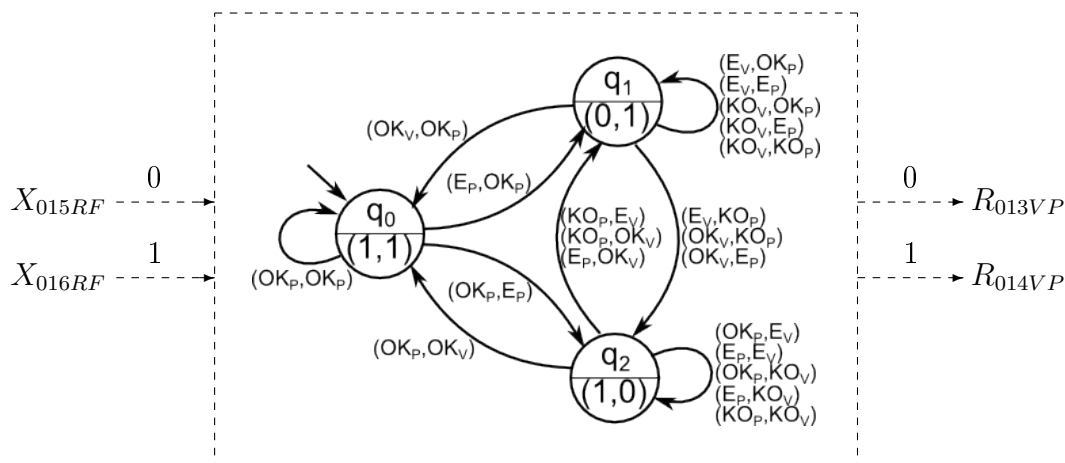 q1
(0,1)
(EV,OKP)
(EV,EP)
(KOV,OKP)
(KOV,EP)
(KOV,KOP)
(OKV,OKP)
(EP,OKP)
0
X015RF
1
X016RF
q0
(1,1)
(OKP,OKP)
(KOP,EV)
(KOP,OKV)
(EP,OKV)
(EV,KOP)
(OKV,KOP)
(OKV,EP)
0
R013VP
1
R014VP
(OKP,EP)
(OKP,OKV)
q2
(1,0)
(OKP,EV)
(EP,EV)
(OKP,KOV)
(EP,KOV)
(KOP,KOV)